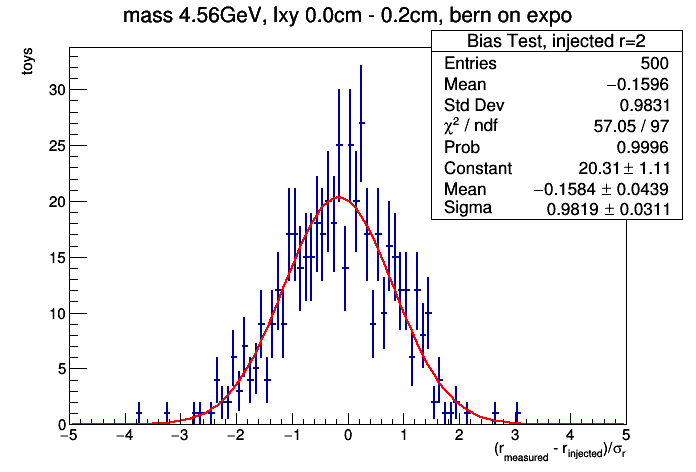 mass 4.56GeV, lxy 0.0cm - 0.2cm, bern on expo
Bias Test, injected r=2
Entries 500
Mean −0.1596
Std Dev 0.9831
χ² / ndf 57.05 / 97
Prob 0.9996
Constant 20.31 ± 1.11
Mean −0.1584 ± 0.0439
Sigma 0.9819 ± 0.0311
toys
30
25
20
15
10
5
0
−5 −4 −3 −2 −1 0 1 2 3 4 5
(r_measured - r_injected)/σ_r